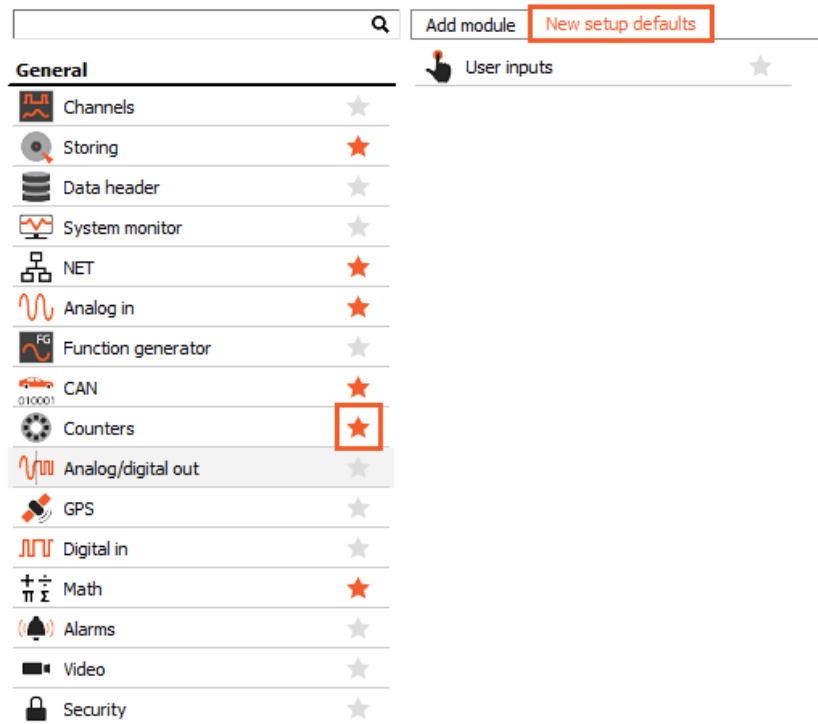 Add module
New setup defaults
General
User inputs
Channels
Storing
Data header
System monitor
NET
Analog in
FG
Function generator
010001
CAN
Counters
Analog/digital out
GPS
Digital in
+ ÷
π Σ
Math
Alarms
Video
Security